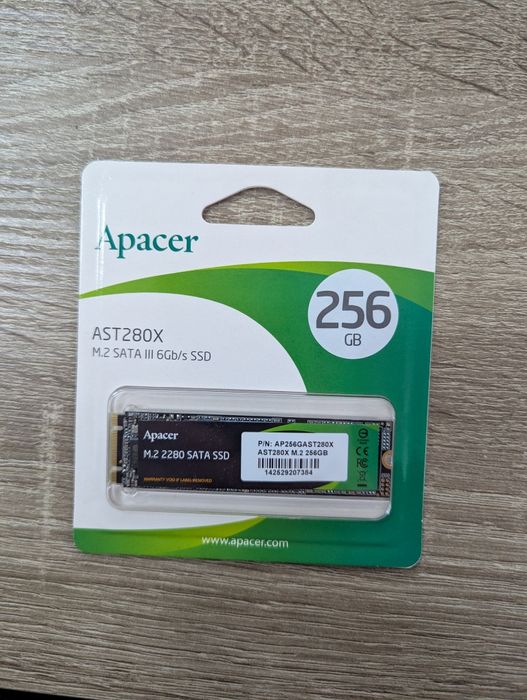 Apacer
256
GB
AST280X
M.2 SATA III 6Gb/s SSD
Apacer
M.2 2280 SATA SSD
WARRANTY VOID IF LABEL REMOVED
P/N: AP256GAST280X
AST280X M.2 256GB
142529207384
www.apacer.com